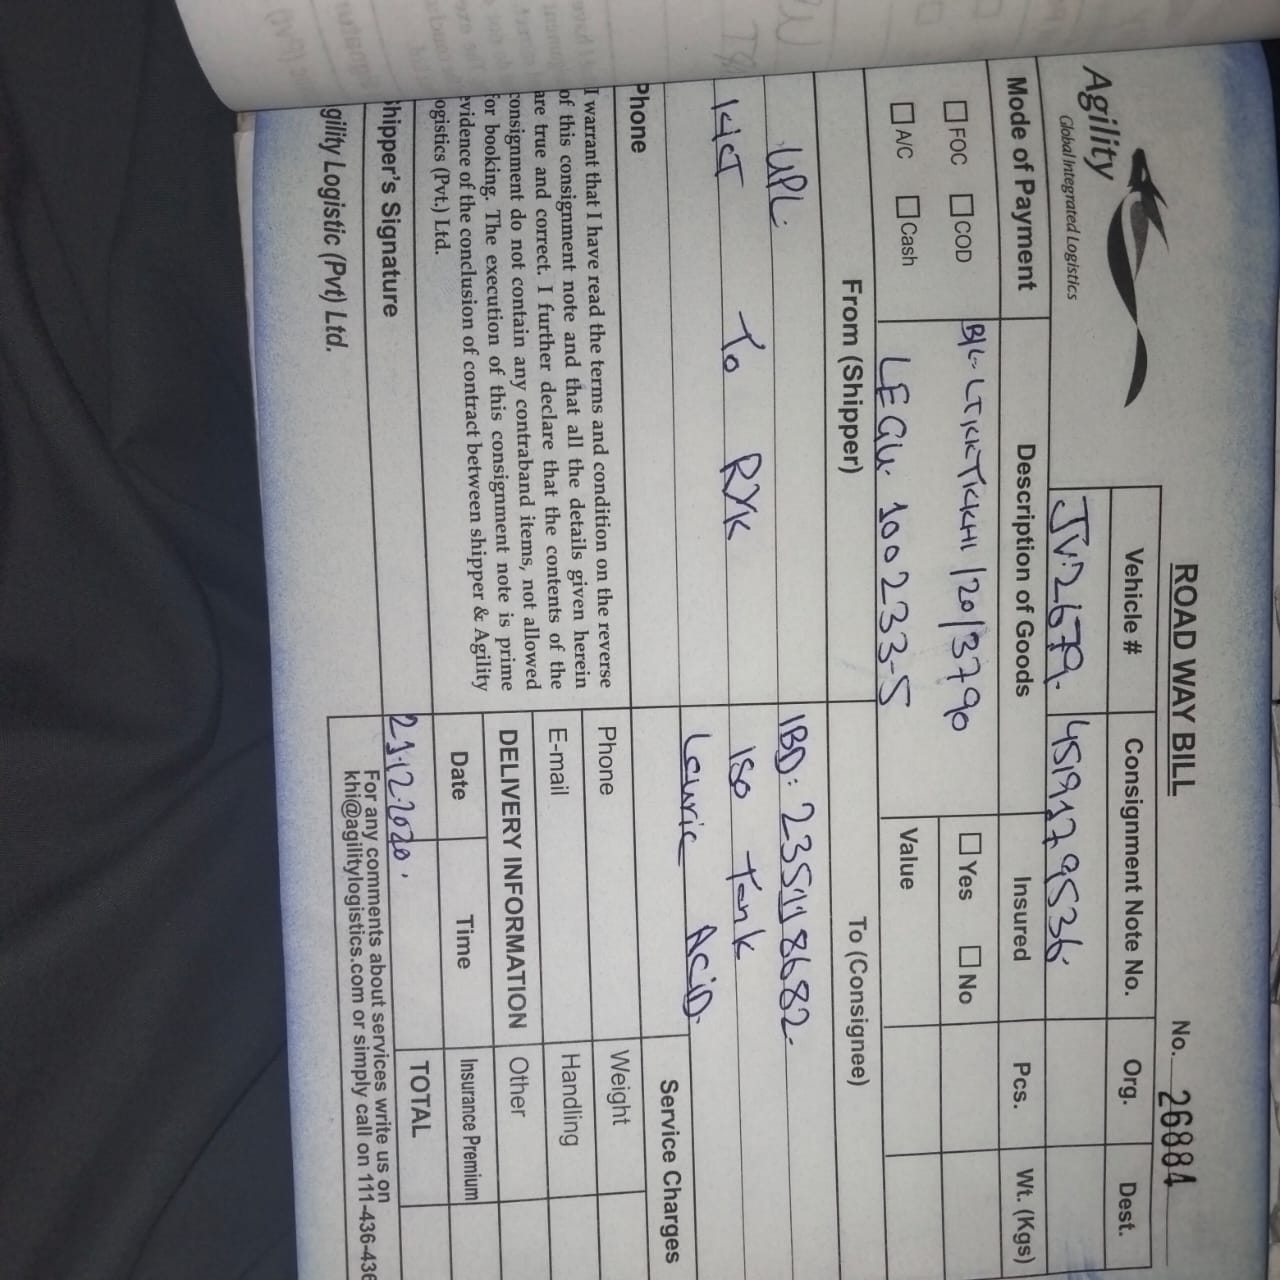 ROAD WAY BILL
No. 26884
Agility
Global Integrated Logistics
Vehicle # Consignment Note No. Org. Dest.
JV.2679. 4519179536.
Mode of Payment Description of Goods Insured Pcs. Wt. (Kgs)
FOC COD B/L- LTKKTKKHI /20/3790 Yes No
A/C Cash LEGU. 100233-5 Value
From (Shipper) To (Consignee)
UPL. IBD: 235118682.
KICT To RYK ISO Tank
Lauric ACiD.
Service Charges
Phone
Phone Weight
E-mail Handling
DELIVERY INFORMATION Other
Date Time Insurance Premium
21.12.2020. TOTAL
I warrant that I have read the terms and condition on the reverse
of this consignment note and that all the details given herein
are true and correct. I further declare that the contents of the
consignment do not contain any contraband items, not allowed
for booking. The execution of this consignment note is prime
evidence of the conclusion of contract between shipper & Agility
ogistics (Pvt.) Ltd.
hipper's Signature
gility Logistic (Pvt) Ltd.
For any comments about services write us on
khi@agilitylogistics.com or simply call on 111-436-436